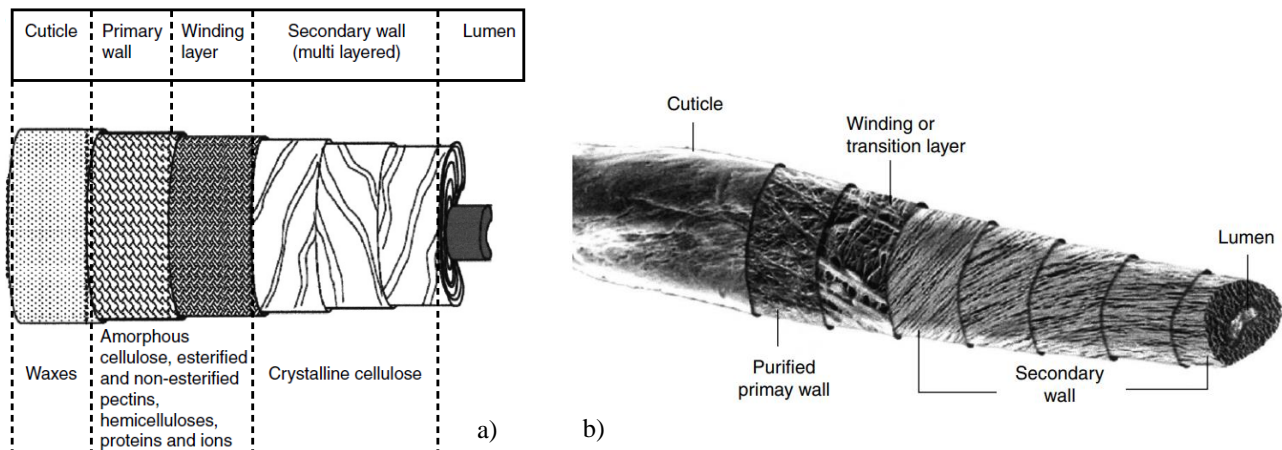 Cuticle
Primary
wall
Winding
layer
Secondary wall
(multi layered)
Lumen
Waxes
Amorphous
cellulose, esterified
and non-esterified
pectins,
hemicelluloses,
proteins and ions
Crystalline cellulose
a)
Cuticle
Winding or
transition layer
Lumen
Purified
primay wall
Secondary
wall
b)